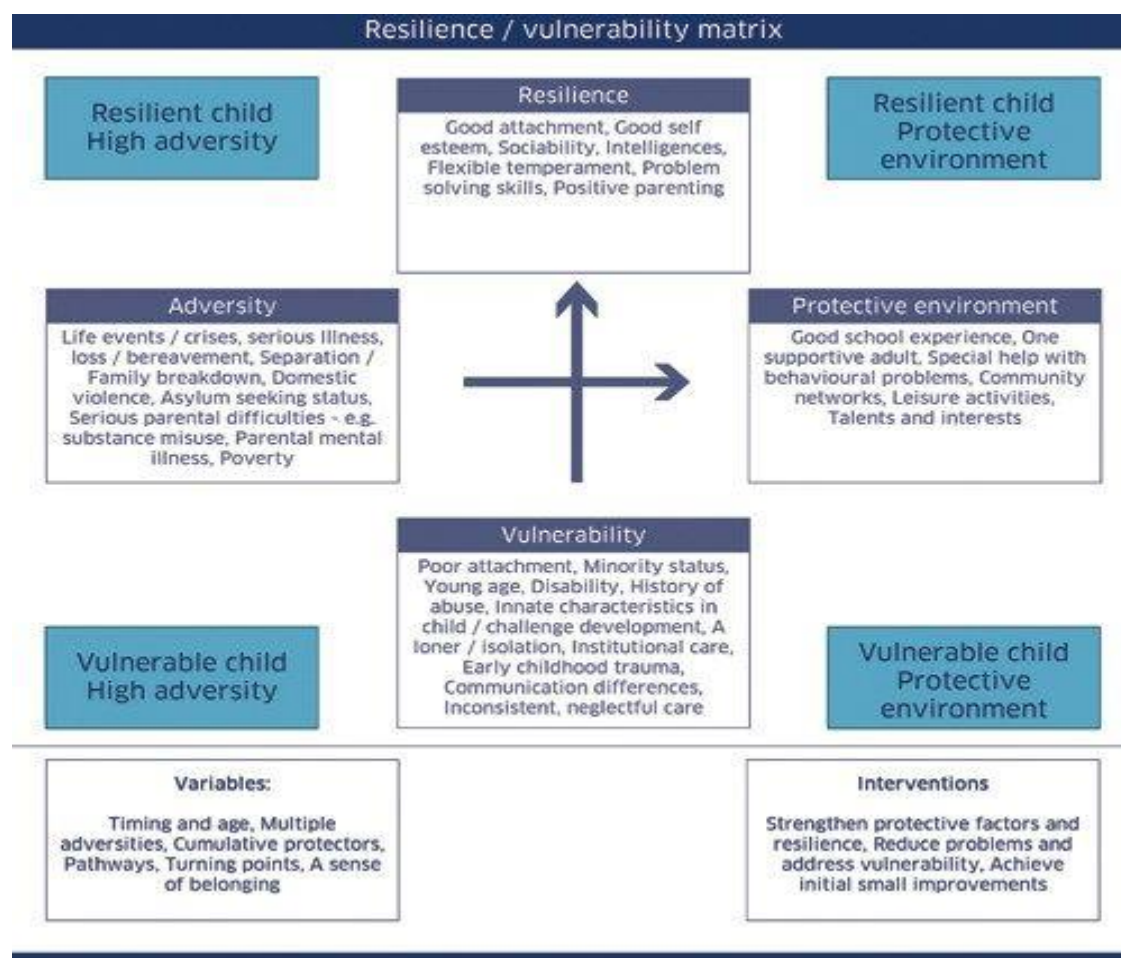 Resilience / vulnerability matrix
Resilient child
High adversity
Resilience
Good attachment, Good self
esteem, Sociability, Intelligences,
Flexible temperament, Problem
solving skills, Positive parenting
Resilient child
Protective
environment
Adversity
Life events / crises, serious Illness,
loss / bereavement, Separation /
Family breakdown, Domestic
violence, Asylum seeking status,
Serious parental difficulties - e.g.
substance misuse, Parental mental
illness, Poverty
Protective environment
Good school experience, One
supportive adult, Special help with
behavioural problems, Community
networks, Leisure activities,
Talents and interests
Vulnerability
Poor attachment, Minority status,
Young age, Disability, History of
abuse, Innate characteristics in
child / challenge development, A
loner / isolation, Institutional care,
Early childhood trauma,
Communication differences,
Inconsistent, neglectful care
Vulnerable child
High adversity
Vulnerable child
Protective
environment
Variables:
Timing and age, Multiple
adversities, Cumulative protectors,
Pathways, Turning points, A sense
of belonging
Interventions
Strengthen protective factors and
resilience, Reduce problems and
address vulnerability, Achieve
initial small improvements